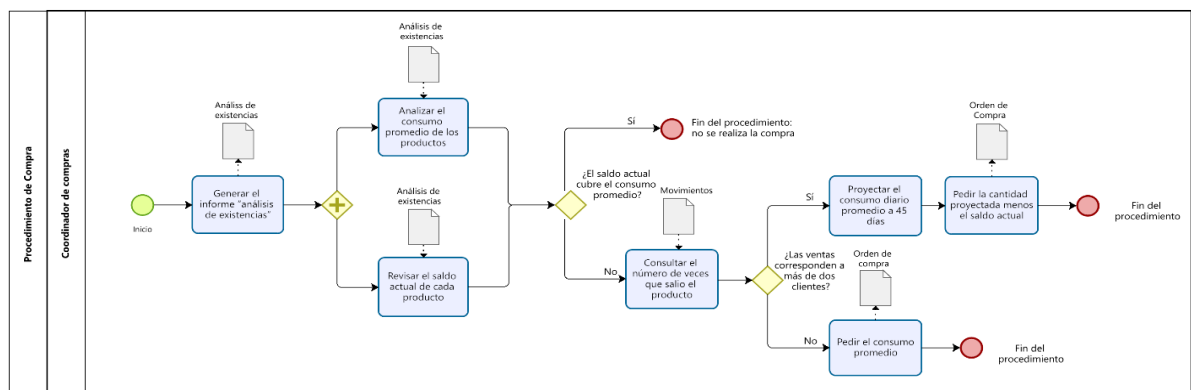 Procedimiento de Compra
Coordinador de compras
Inicio
Anális de
existencias
Generar el
informe "análisis
de existencias"
Análisis de
existencias
Analizar el
consumo
promedio de los
productos
Análisis de
existencias
Revisar el saldo
actual de cada
producto
¿El saldo actual
cubre el consumo
promedio?
Sí
Fin del procedimiento:
no se realiza la compra
No
Movimientos
Consultar el
número de veces
que salio el
producto
¿Las ventas
corresponden a
más de dos
clientes?
Sí
Proyectar el
consumo diario
promedio a 45
días
Orden de
Compra
Pedir la cantidad
proyectada menos
el saldo actual
Fin del
procedimiento
No
Orden de
compra
Pedir el consumo
promedio
Fin del
procedimiento